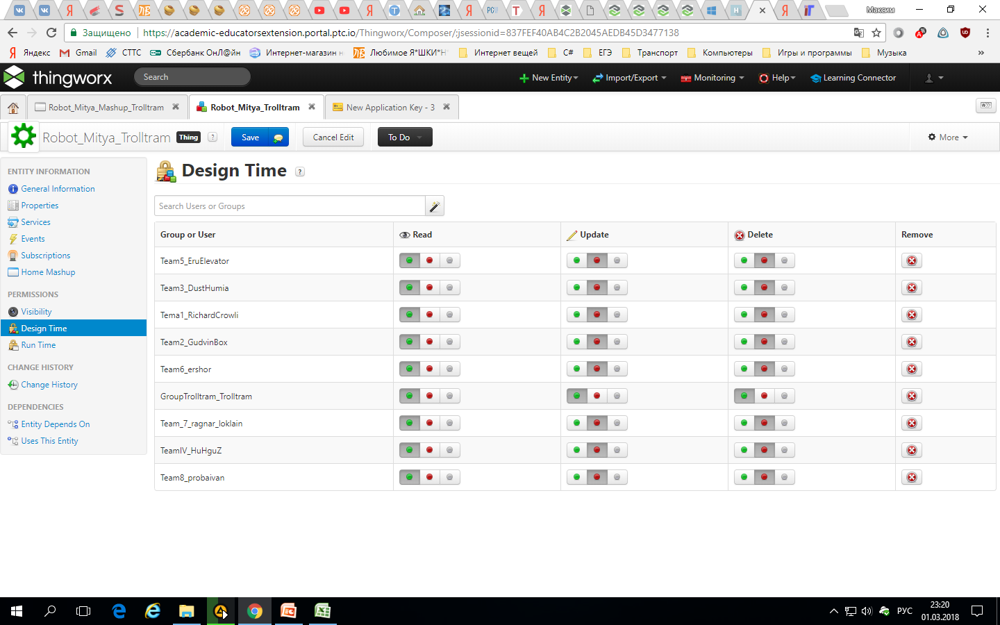 Максим
Защищено
https://academic-educatorsextension.portal.ptc.io/Thingworx/Composer/;jsessionid=837FEF40AB4C2B2045AEDB45D3477138
Яндекс Gmail СТТС Сбербанк ОнЛ@йн Интернет-магазин Любимое Я*ШКИ*Н Интернет вещей C# ЕГЭ Транспорт Компьютеры Игры и программы Музыка »
thingworx Search New Entity Import/Export Monitoring Help Learning Connector
Robot_Mitya_Mashup_Trolltram Robot_Mitya_Trolltram New Application Key - 3
Robot_Mitya_Trolltram Thing ? Save Cancel Edit To Do More
ENTITY INFORMATION
General Information
Properties
Services
Events
Subscriptions
Home Mashup
PERMISSIONS
Visibility
Design Time
Run Time
CHANGE HISTORY
Change History
DEPENDENCIES
Entity Depends On
Uses This Entity
Design Time ?
Search Users or Groups
Group or User Read Update Delete Remove
Team5_EruElevator
Team3_DustHumia
Tema1_RichardCrowli
Team2_GudvinBox
Team6_ershor
GroupTrolltram_Trolltram
Team_7_ragnar_loklain
TeamIV_HuHguZ
Team8_probaivan
РУС
23:20
01.03.2018